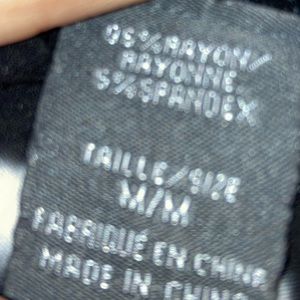 95% RAYON/
RAYONNE
5% SPANDEX
TAILLE/SIZE
M/M
FABRIQUÉ EN CHINE
MADE IN CHINA